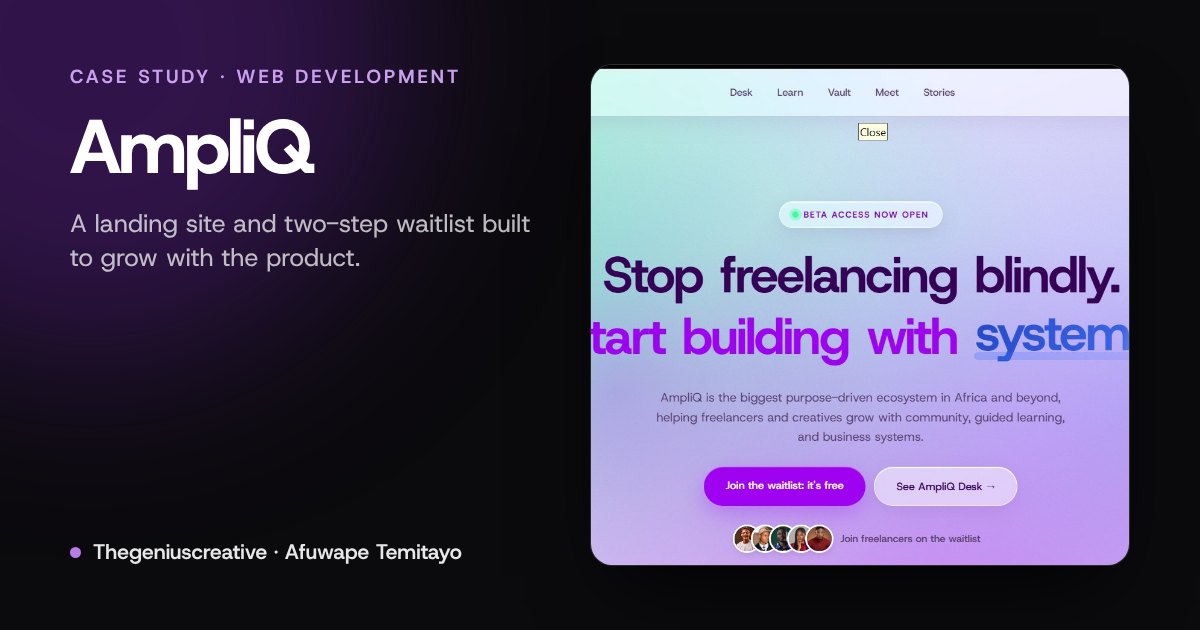 CASE STUDY · WEB DEVELOPMENT
AmpliQ
A landing site and two-step waitlist built
to grow with the product.
Thegeniuscreative · Afuwape Temitayo
Desk Learn Vault Meet Stories
Close
BETA ACCESS NOW OPEN
Stop freelancing blindly.
tart building with system
AmpliQ is the biggest purpose-driven ecosystem in Africa and beyond,
helping freelancers and creatives grow with community, guided learning,
and business systems.
Join the waitlist: it's free
See AmpliQ Desk →
Join freelancers on the waitlist